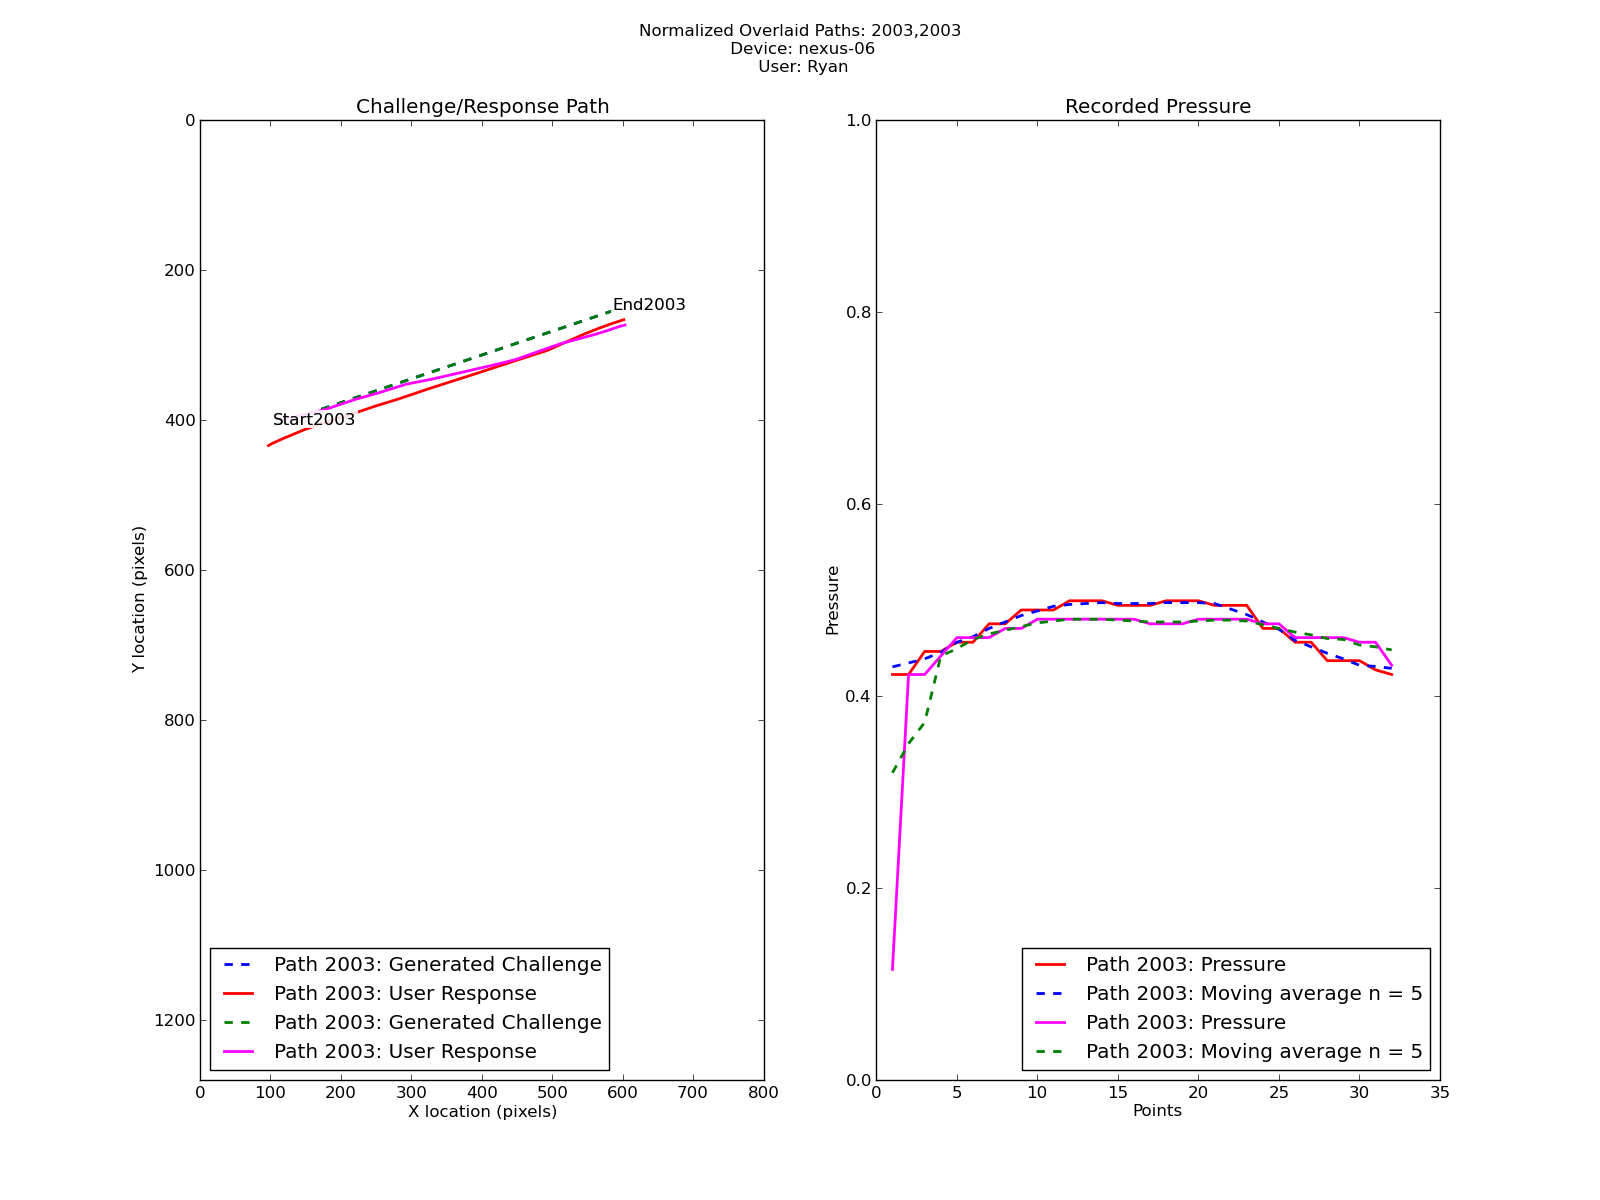 Normalized Overlaid Paths: 2003,2003
Device: nexus-06
User: Ryan
Challenge/Response Path
0
200
400
600
800
1000
1200
Y location (pixels)
End2003
Start2003
Path 2003: Generated Challenge
Path 2003: User Response
Path 2003: Generated Challenge
Path 2003: User Response
0 100 200 300 400 500 600 700 800
X location (pixels)
Recorded Pressure
1.0
0.8
0.6
0.4
0.2
0.0
Pressure
Path 2003: Pressure
Path 2003: Moving average n = 5
Path 2003: Pressure
Path 2003: Moving average n = 5
0 5 10 15 20 25 30 35
Points